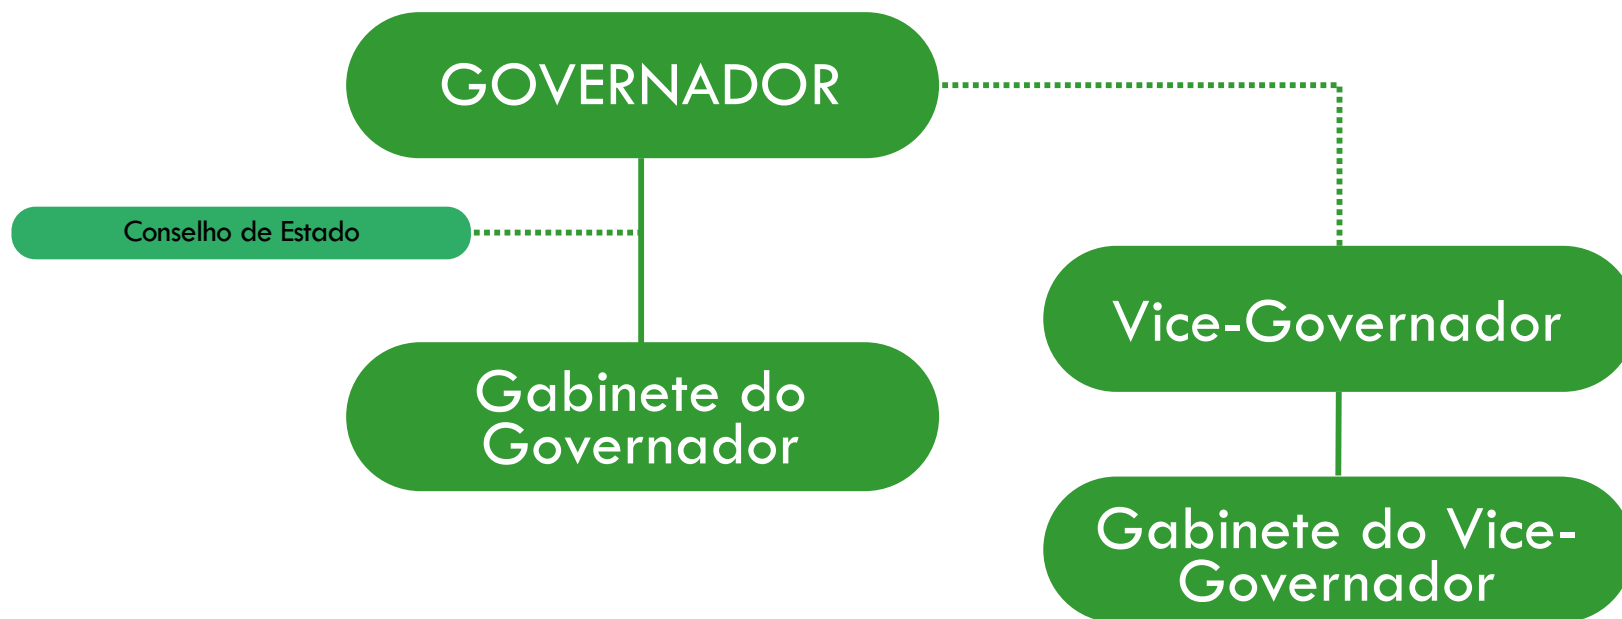 GOVERNADOR
Conselho de Estado
Vice-Governador
Gabinete do
Governador
Gabinete do Vice-
Governador